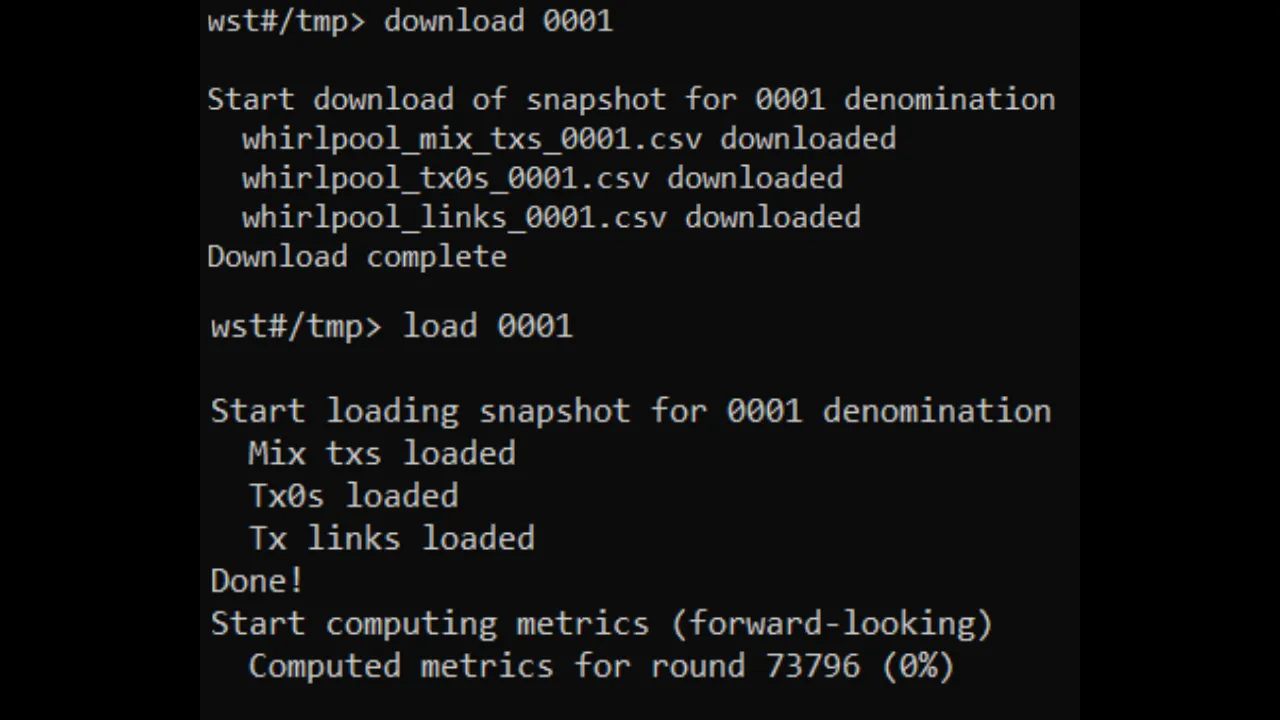 wst#/tmp> download 0001
Start download of snapshot for 0001 denomination
whirlpool_mix_txs_0001.csv downloaded
whirlpool_tx0s_0001.csv downloaded
whirlpool_links_0001.csv downloaded
Download complete
wst#/tmp> load 0001
Start loading snapshot for 0001 denomination
Mix txs loaded
Tx0s loaded
Tx links loaded
Done!
Start computing metrics (forward-looking)
Computed metrics for round 73796 (0%)